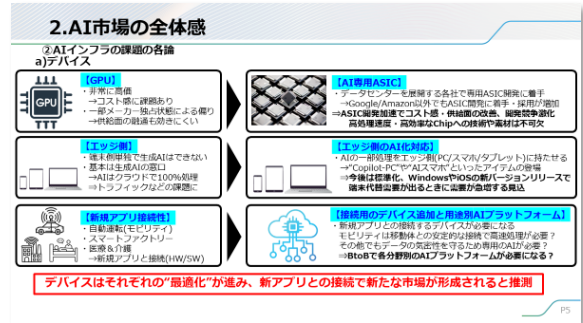 2.AI市場の全体感
②AIインフラの課題の各論
a)デバイス
【GPU】
・非常に高価
→コスト感に課題あり
・一部メーカー独占状態による偏り
→供給面の融通も効きにくい
GPU
【AI専用ASIC】
・データセンターを展開する各社で専用AI開発に着手
→Google/Amazon以外でもASIC開発に着手・採用が増加
⇒ASIC開発加速でコスト感・供給面の改善、開発競争激化
高処理速度・高効率なChipへの技術や素材は不可欠
【エッジ側】
・端末側単独で生成AIはできない
・基本は生成AIの窓口
→AIはクラウドで100%処理
⇒トラフィックなどの課題に
【エッジ側のAI化対応】
・AIの一部処理をエッジ側(PC/スマホ/タブレット)に持たせる
→"Copilot-PC"や"AIスマホ"といったアイテムの登場
⇒今後は標準化、WindowsやiOSの新バージョンリリースで
端末代替需要が出るときに需要が急増する見込
【新規アプリ接続性】
・自動運転(モビリティ)
・スマートファクトリー
・医療&介護
→新規アプリと接続(HW/SW)
【接続用のデバイス追加と用途別AIプラットフォーム】
・新規アプリとの接続するデバイスが必要になる
モビリティは移動体との安定的な接続で高速処理が必要?
その他でもデータの気密性を守るため専用のAIが必要?
⇒BtoBで各分野別のAIプラットフォームが必要になる?
デバイスはそれぞれの"最適化"が進み、新アプリとの接続で新たな市場が形成されると推測
P5